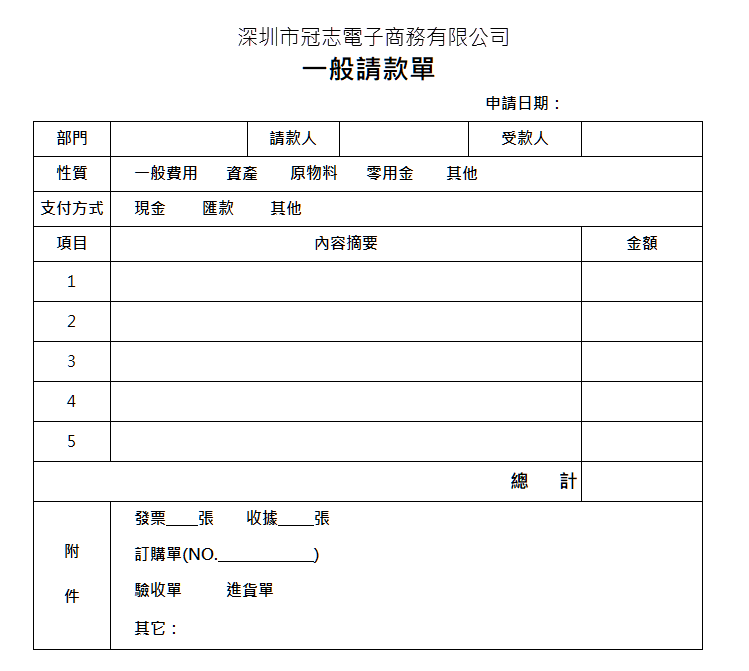 深圳市冠志電子商務有限公司
一般請款單
申請日期：
部門 請款人 受款人
性質 一般費用 資產 原物料 零用金 其他
支付方式 現金 匯款 其他
項目 內容摘要 金額
1
2
3
4
5
總 計
附件
發票____張 收據____張
訂購單(NO.____________)
驗收單 進貨單
其它：